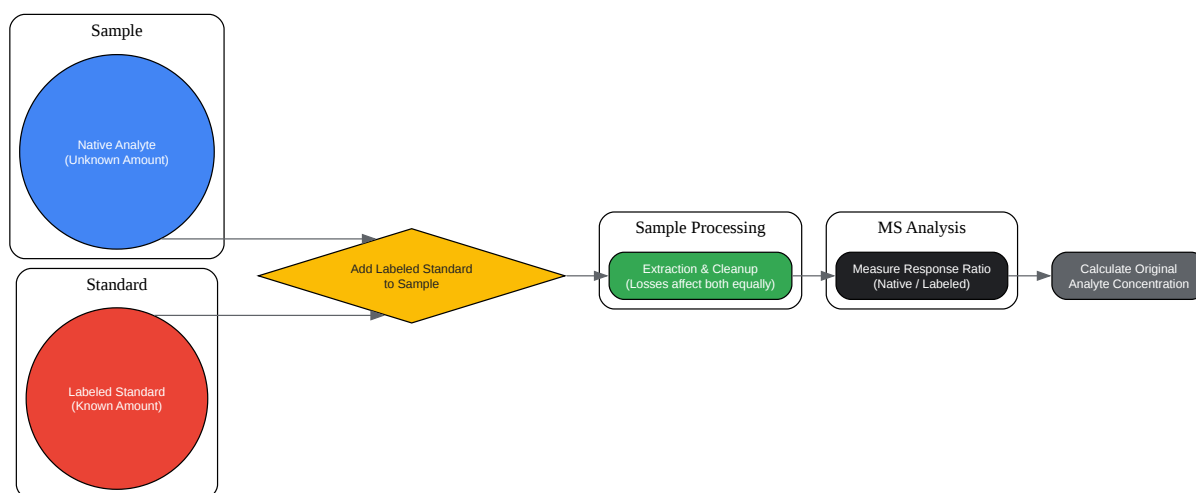 Sample
Native Analyte
(Unknown Amount)
Standard
Labeled Standard
(Known Amount)
Add Labeled Standard
to Sample
Sample Processing
Extraction & Cleanup
(Losses affect both equally)
MS Analysis
Measure Response Ratio
(Native / Labeled)
Calculate Original
Analyte Concentration